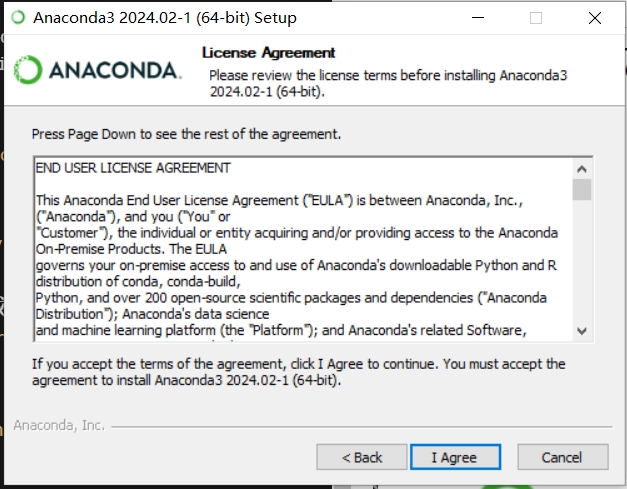 Anaconda3 2024.02-1 (64-bit) Setup
License Agreement
ANACONDA.
Please review the license terms before installing Anaconda3
2024.02-1 (64-bit).
Press Page Down to see the rest of the agreement.
END USER LICENSE AGREEMENT
This Anaconda End User License Agreement ("EULA") is between Anaconda, Inc.,
("Anaconda"), and you ("You" or
"Customer"), the individual or entity acquiring and/or providing access to the Anaconda
On-Premise Products. The EULA
governs your on-premise access to and use of Anaconda's downloadable Python and R
distribution of conda, conda-build,
Python, and over 200 open-source scientific packages and dependencies ("Anaconda
Distribution"); Anaconda's data science
and machine learning platform (the "Platform"); and Anaconda's related Software,
If you accept the terms of the agreement, click I Agree to continue. You must accept the
agreement to install Anaconda3 2024.02-1 (64-bit).
Anaconda, Inc.
< Back
I Agree
Cancel